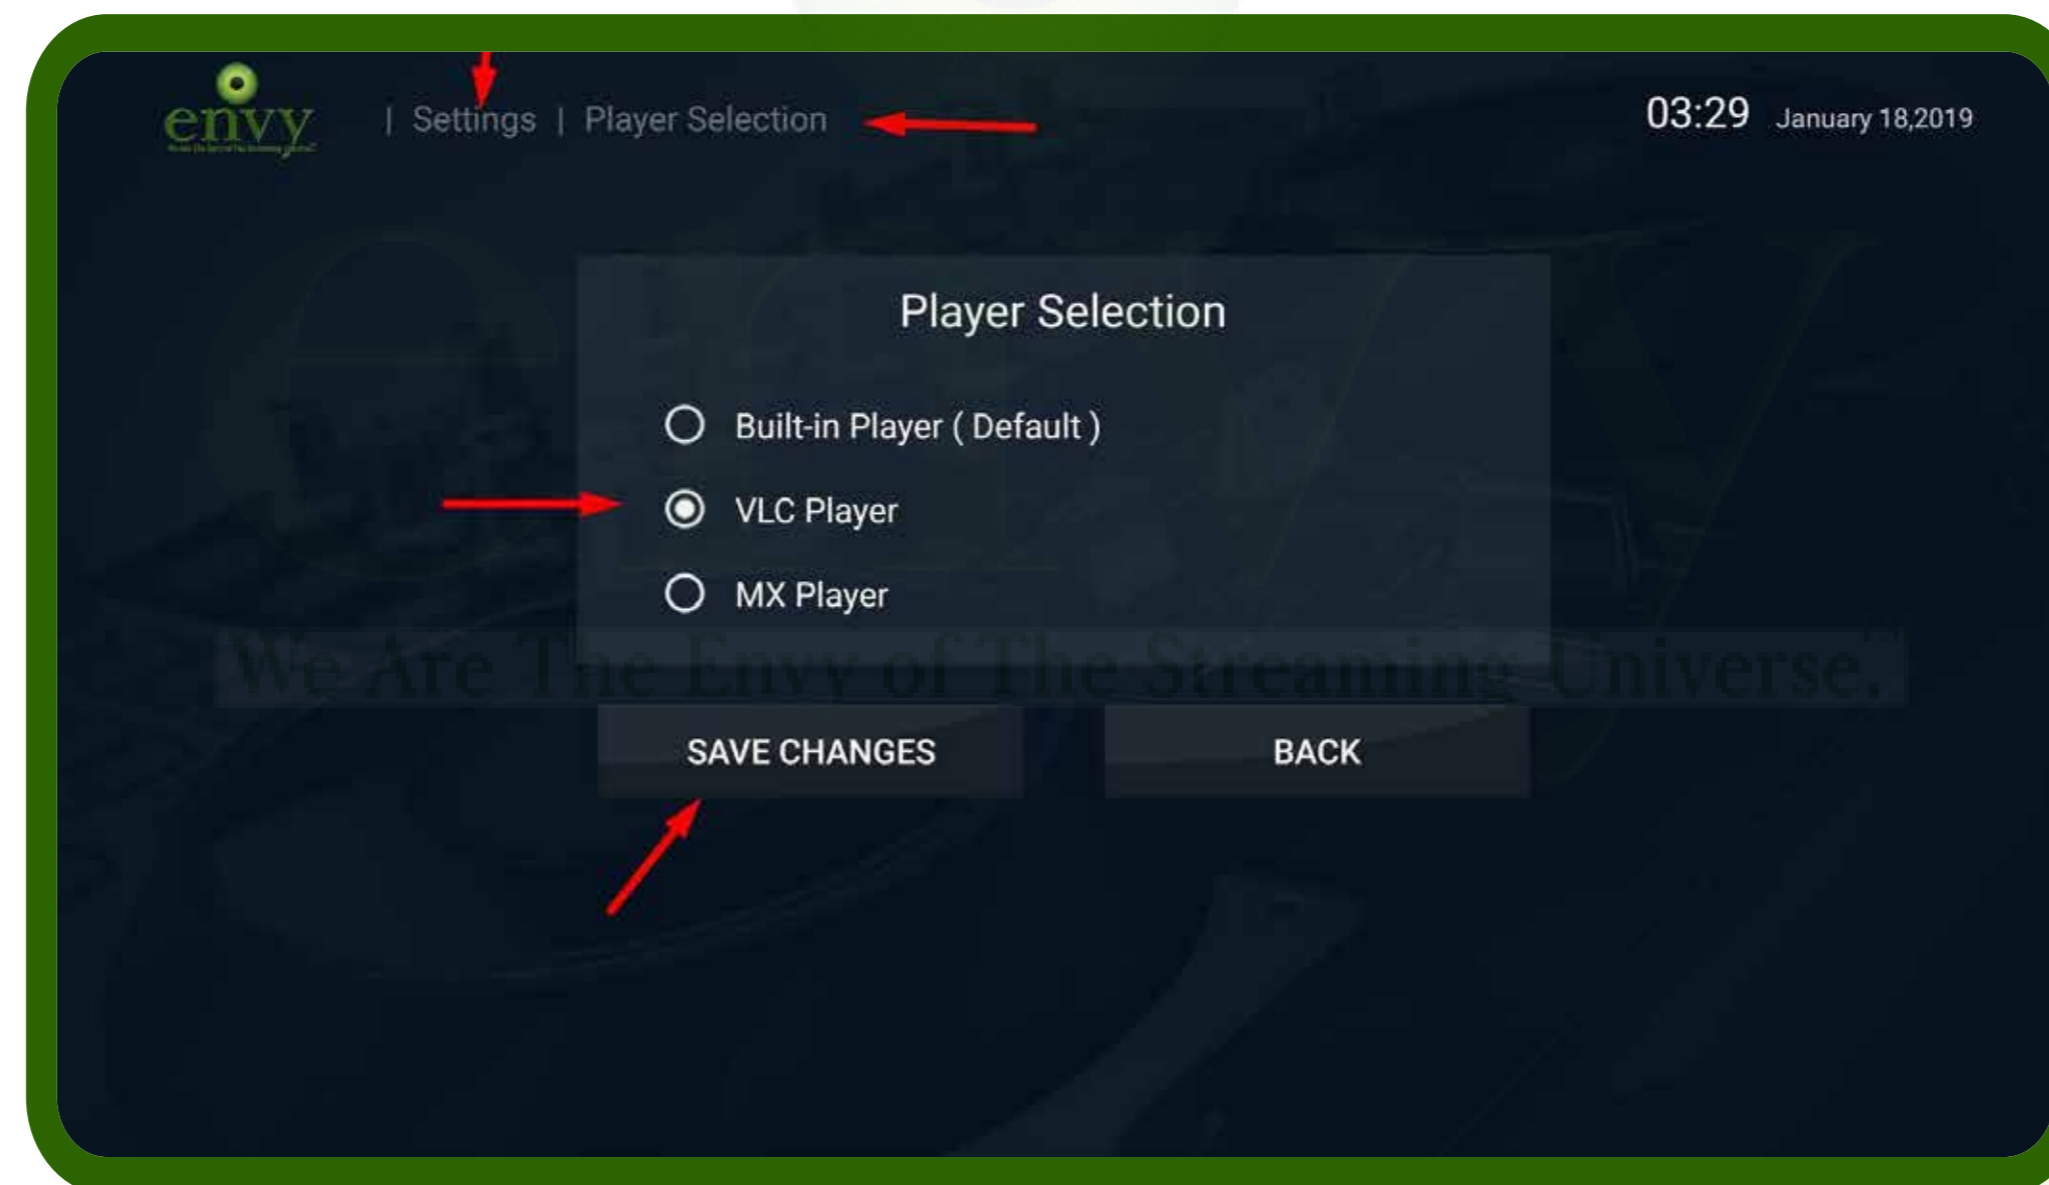 envy
| Settings | Player Selection
03:29 January 18,2019
Player Selection
Built-in Player ( Default )
VLC Player
MX Player
We Are The Envy of The Streaming Universe.™
SAVE CHANGES
BACK